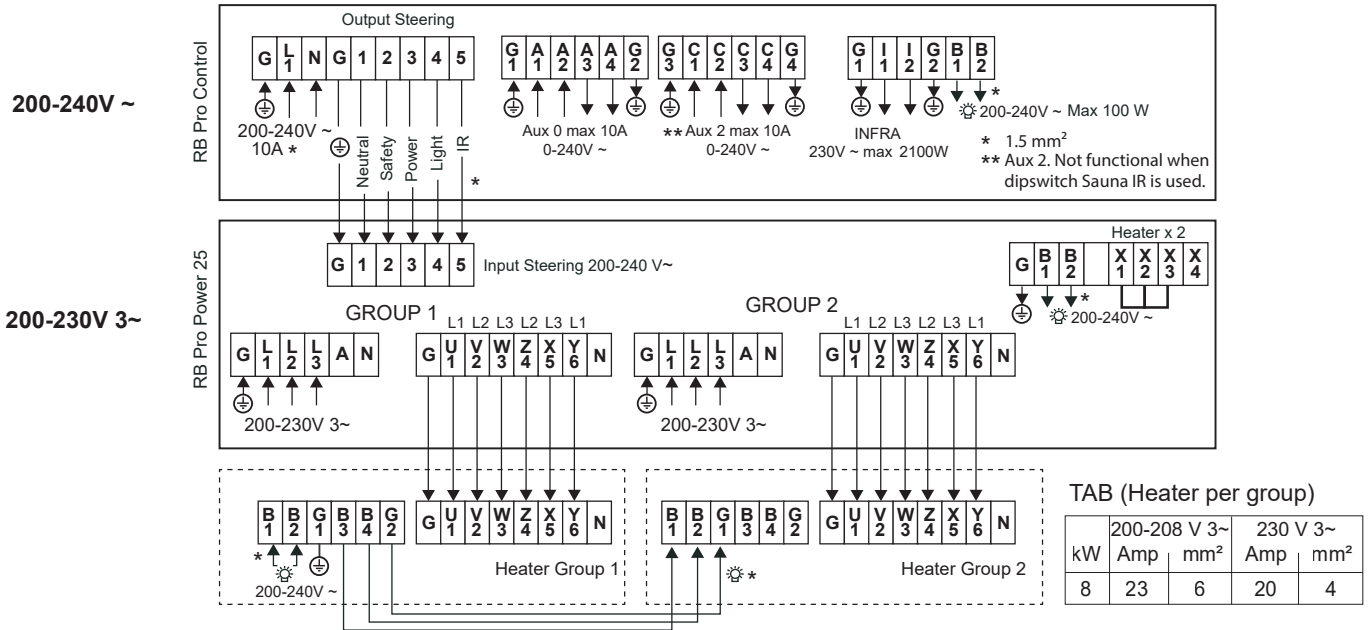 Output Steering
RB Pro Control
200-240V ~
G L1 N G 1 2 3 4 5
G1 A1 A2 A3 A4 G2
G3 C1 C2 C3 C4 G4
G1 I1 I2 G2 B1 B2
*
200-240V ~
10A *
Neutral
Safety
Power
Light
IR
*
Aux 0 max 10A
0-240V ~
** Aux 2 max 10A
0-240V ~
INFRA
230V ~ max 2100W
200-240V ~ Max 100 W
* 1.5 mm²
** Aux 2. Not functional when
dipswitch Sauna IR is used.
RB Pro Power 25
200-230V 3~
G 1 2 3 4 5
Input Steering 200-240 V~
Heater x 2
G B1 B2 X1 X2 X3 X4
*
200-240V ~
GROUP 1
L1 L2 L3 L2 L3 L1
G L1 L2 L3 A N
G U1 V2 W3 Z4 X5 Y6 N
200-230V 3~
GROUP 2
L1 L2 L3 L2 L3 L1
G L1 L2 L3 A N
G U1 V2 W3 Z4 X5 Y6 N
200-230V 3~
B1 B2 G1 B3 B4 G2
G U1 V2 W3 Z4 X5 Y6 N
*
200-240V ~
Heater Group 1
B1 B2 G1 B3 B4 G2
G U1 V2 W3 Z4 X5 Y6 N
*
Heater Group 2
TAB (Heater per group)
200-208 V 3~ 230 V 3~
kW Amp mm² Amp mm²
8 23 6 20 4